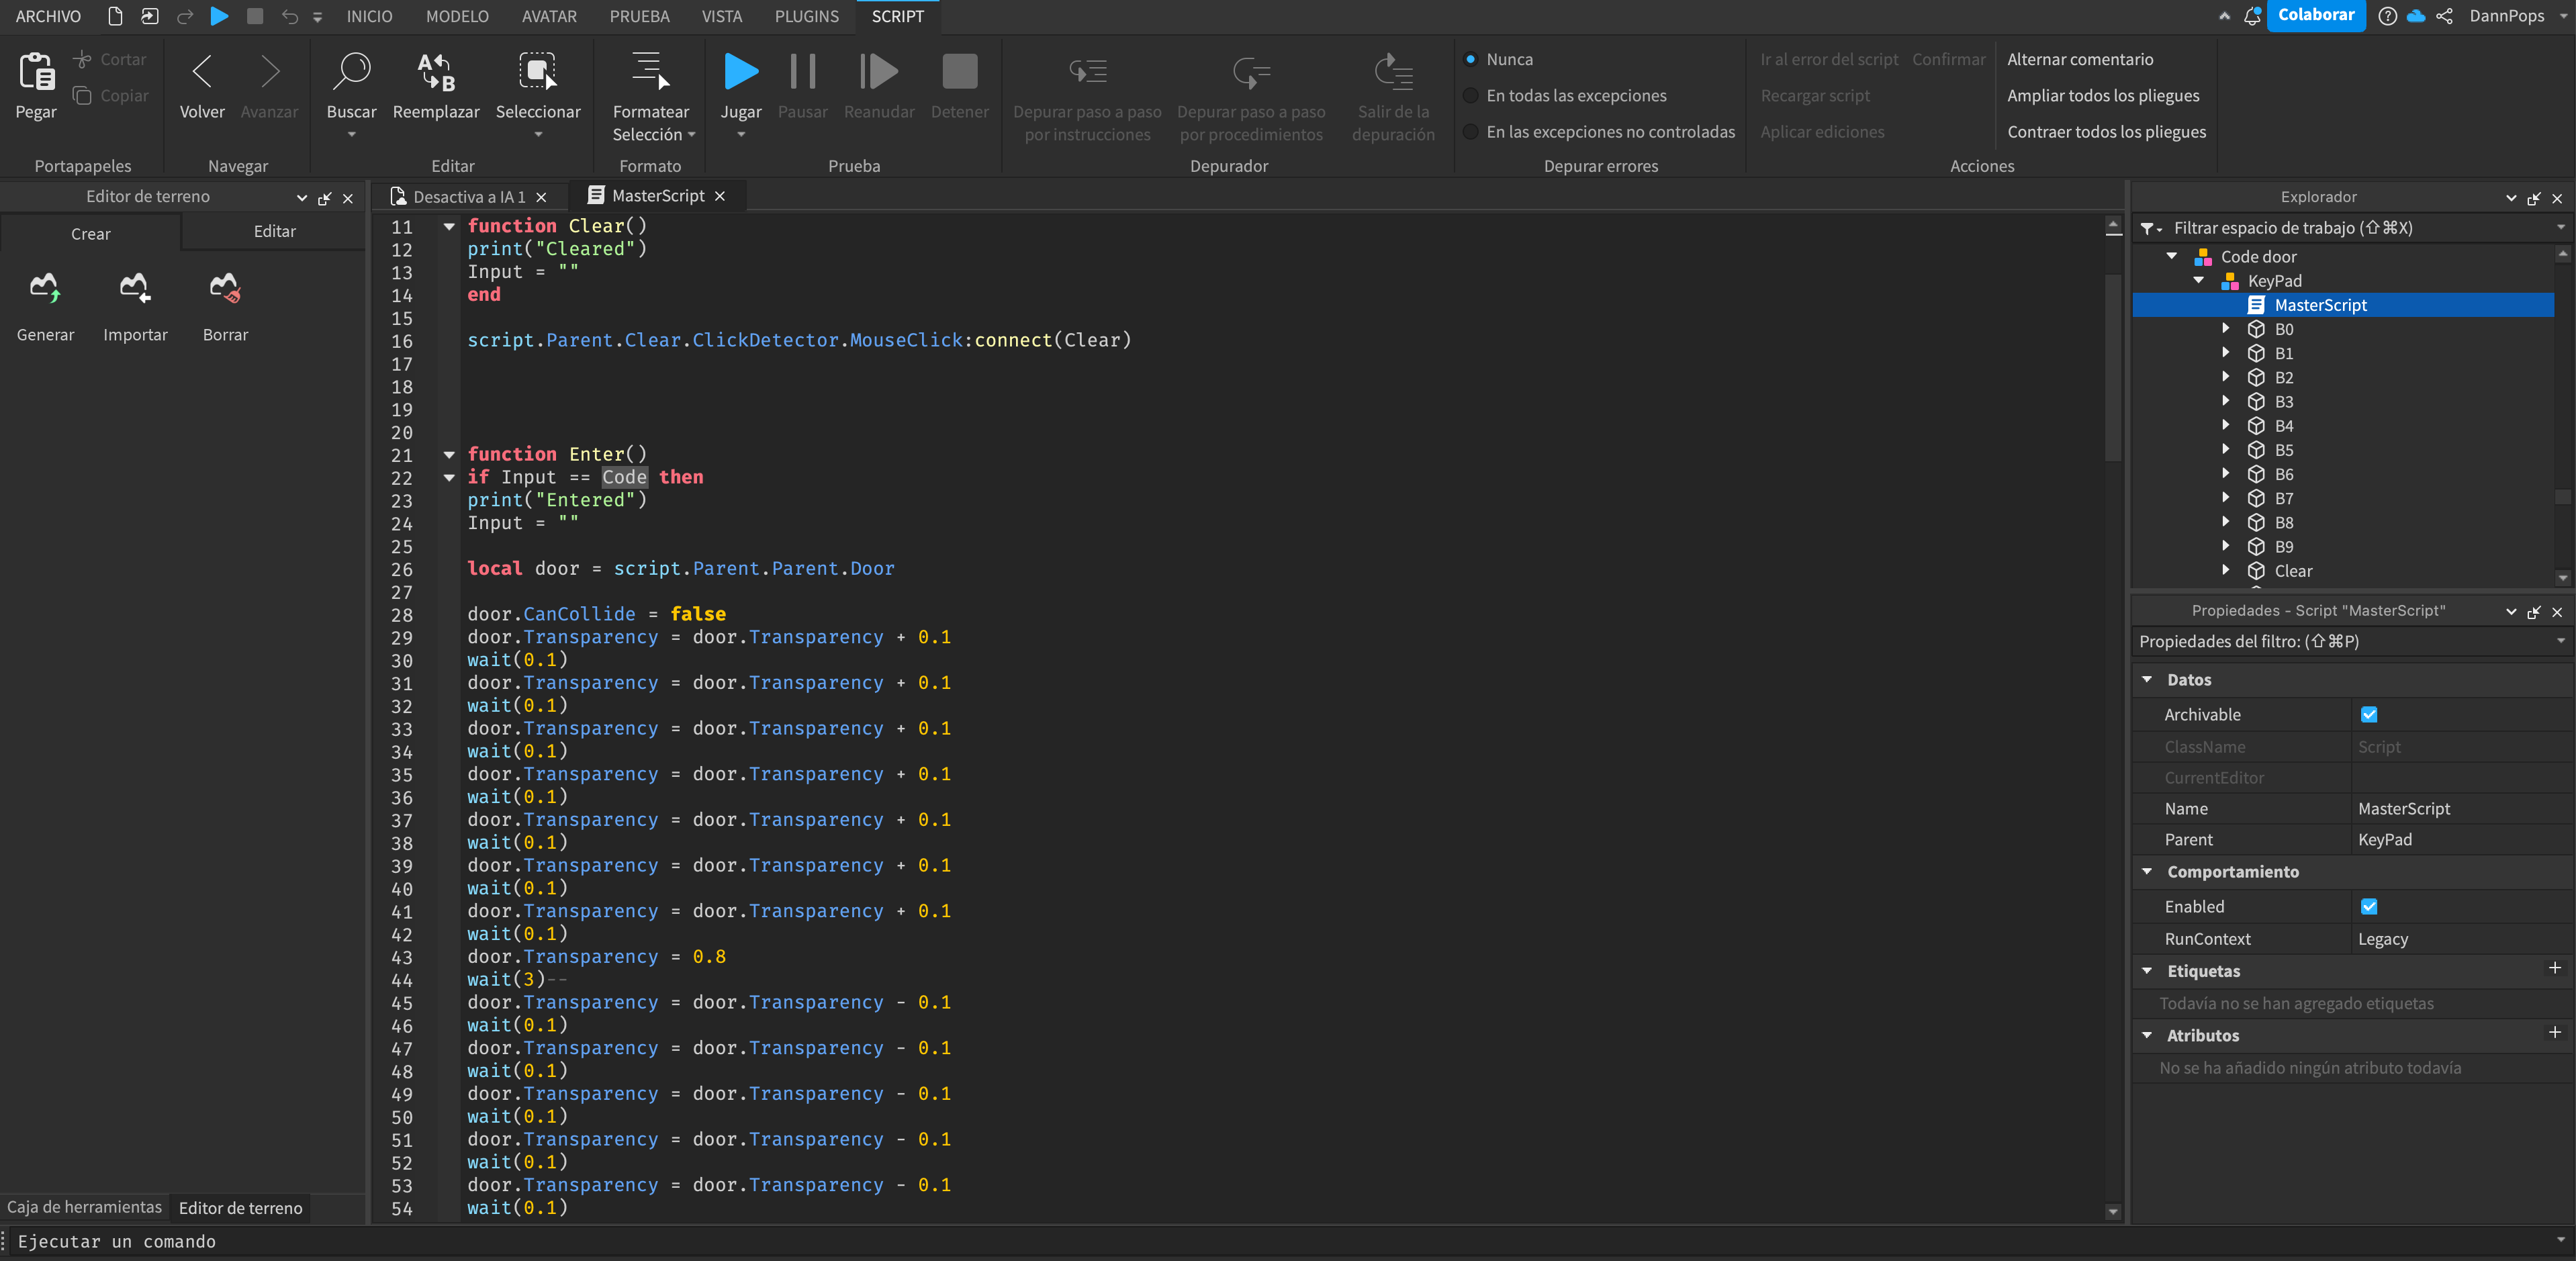 ARCHIVO INICIO MODELO AVATAR PRUEBA VISTA PLUGINS SCRIPT Colaborar DannPops
Pegar Cortar Copiar
Portapapeles
Volver Avanzar
Navegar
Buscar Reemplazar Seleccionar
Editar
Formatear Selección
Formato
Jugar Pausar Reanudar Detener
Prueba
Depurar paso a paso por instrucciones
Depurar paso a paso por procedimientos
Salir de la depuración
Depurador
Nunca
En todas las excepciones
En las excepciones no controladas
Depurar errores
Ir al error del script Confirmar
Recargar script
Aplicar ediciones
Alternar comentario
Ampliar todos los pliegues
Contraer todos los pliegues
Acciones
Editor de terreno
Crear Editar
Generar Importar Borrar
Caja de herramientas Editor de terreno
Desactiva a IA 1 MasterScript
11 function Clear()
12 print("Cleared")
13 Input = ""
14 end
15
16 script.Parent.Clear.ClickDetector.MouseClick:connect(Clear)
17
18
19
20
21 function Enter()
22 if Input == Code then
23 print("Entered")
24 Input = ""
25
26 local door = script.Parent.Parent.Door
27
28 door.CanCollide = false
29 door.Transparency = door.Transparency + 0.1
30 wait(0.1)
31 door.Transparency = door.Transparency + 0.1
32 wait(0.1)
33 door.Transparency = door.Transparency + 0.1
34 wait(0.1)
35 door.Transparency = door.Transparency + 0.1
36 wait(0.1)
37 door.Transparency = door.Transparency + 0.1
38 wait(0.1)
39 door.Transparency = door.Transparency + 0.1
40 wait(0.1)
41 door.Transparency = door.Transparency + 0.1
42 wait(0.1)
43 door.Transparency = 0.8
44 wait(3)--
45 door.Transparency = door.Transparency - 0.1
46 wait(0.1)
47 door.Transparency = door.Transparency - 0.1
48 wait(0.1)
49 door.Transparency = door.Transparency - 0.1
50 wait(0.1)
51 door.Transparency = door.Transparency - 0.1
52 wait(0.1)
53 door.Transparency = door.Transparency - 0.1
54 wait(0.1)
Explorador
Filtrar espacio de trabajo (⇧⌘X)
Code door
KeyPad
MasterScript
B0
B1
B2
B3
B4
B5
B6
B7
B8
B9
Clear
Propiedades - Script "MasterScript"
Propiedades del filtro: (⇧⌘P)
Datos
Archivable
ClassName Script
CurrentEditor
Name MasterScript
Parent KeyPad
Comportamiento
Enabled
RunContext Legacy
Etiquetas
Todavía no se han agregado etiquetas
Atributos
No se ha añadido ningún atributo todavía
Ejecutar un comando